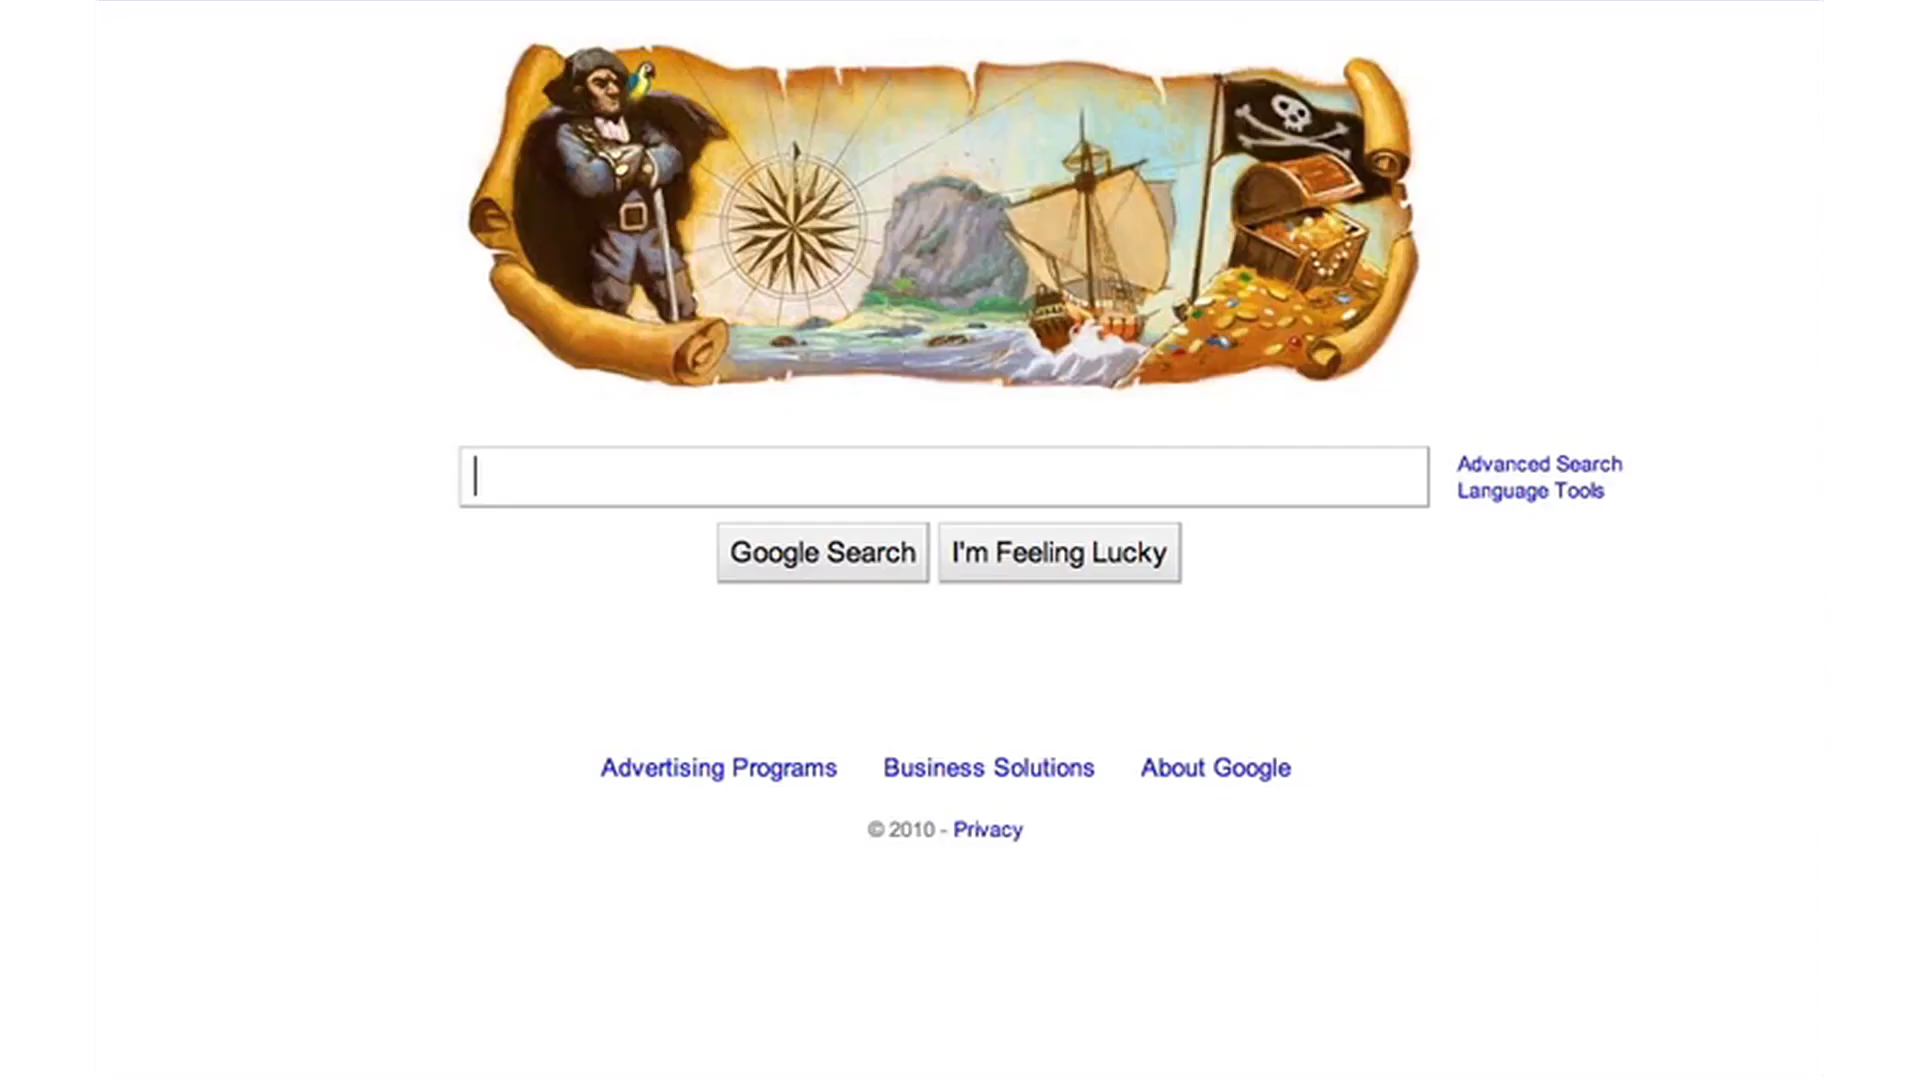 Advanced Search
Language Tools
Google Search
I'm Feeling Lucky
Advertising Programs
Business Solutions
About Google
© 2010 - Privacy